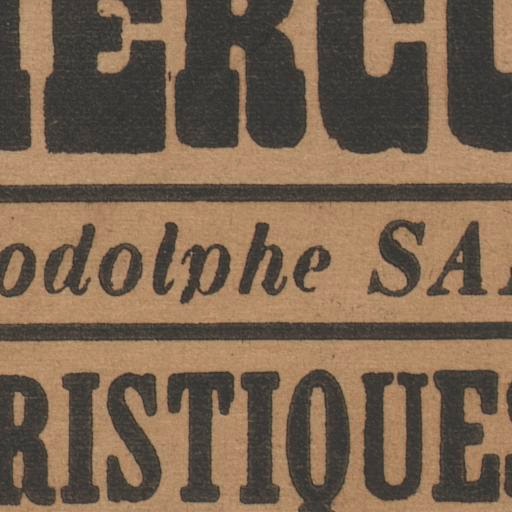 IERCU
odolphe SA
RISTIQUES